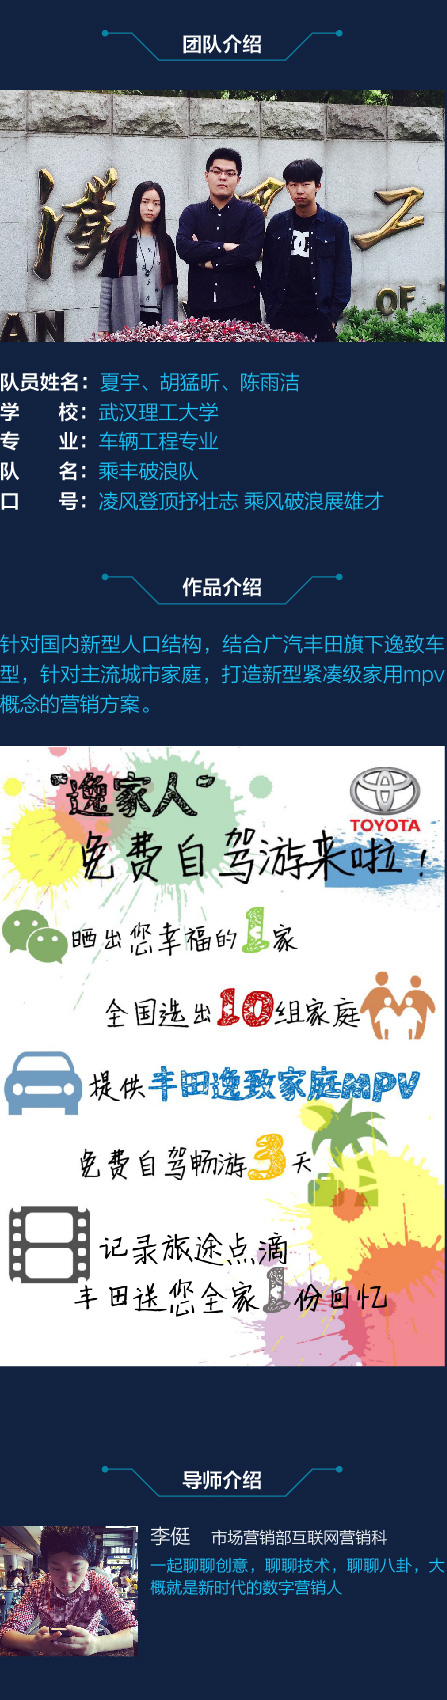 团队介绍
漢 工
AN OF T
队员姓名：夏宇、胡猛昕、陈雨洁
学 校：武汉理工大学
专 业：车辆工程专业
队 名：乘丰破浪队
口 号：凌风登顶抒壮志 乘风破浪展雄才
作品介绍
针对国内新型人口结构，结合广汽丰田旗下逸致车
型，针对主流城市家庭，打造新型紧凑级家用mpv
概念的营销方案。
“逸家人”
TOYOTA
免费自驾游来啦！
晒出您幸福的1家
全国选出10组家庭
提供丰田逸致家庭MPV
免费自驾畅游3天
记录旅途点滴
丰田送您全家1份回忆
导师介绍
李侹 市场营销部互联网营销科
一起聊聊创意，聊聊技术，聊聊八卦，大
概就是新时代的数字营销人